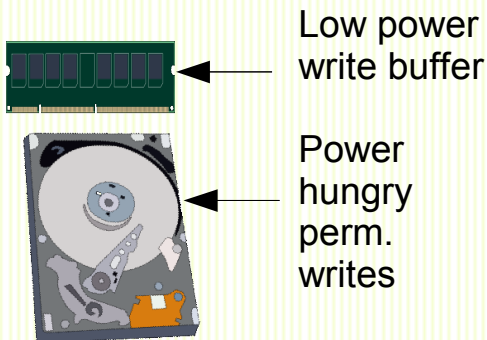 Low power
write buffer
Power
hungry
perm.
writes